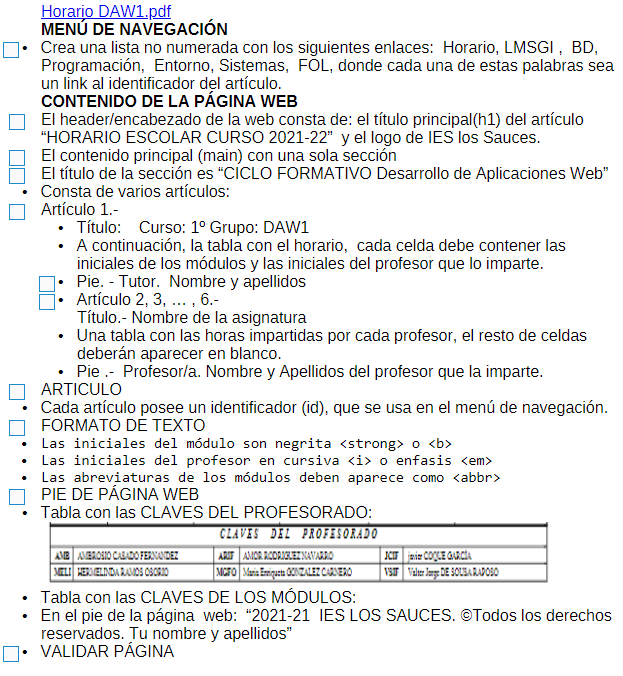 Horario DAW1.pdf
MENÚ DE NAVEGACIÓN
• Crea una lista no numerada con los siguientes enlaces: Horario, LMSGI , BD,
Programación, Entorno, Sistemas, FOL, donde cada una de estas palabras sea
un link al identificador del artículo.
CONTENIDO DE LA PÁGINA WEB
El header/encabezado de la web consta de: el título principal(h1) del artículo
“HORARIO ESCOLAR CURSO 2021-22” y el logo de IES los Sauces.
El contenido principal (main) con una sola sección
El título de la sección es “CICLO FORMATIVO Desarrollo de Aplicaciones Web”
• Consta de varios artículos:
Artículo 1.-
• Título: Curso: 1º Grupo: DAW1
• A continuación, la tabla con el horario, cada celda debe contener las
iniciales de los módulos y las iniciales del profesor que lo imparte.
• Pie. - Tutor. Nombre y apellidos
• Artículo 2, 3, … , 6.-
Título.- Nombre de la asignatura
• Una tabla con las horas impartidas por cada profesor, el resto de celdas
deberán aparecer en blanco.
• Pie .- Profesor/a. Nombre y Apellidos del profesor que la imparte.
ARTICULO
• Cada artículo posee un identificador (id), que se usa en el menú de navegación.
FORMATO DE TEXTO
• Las iniciales del módulo son negrita <strong> o <b>
• Las iniciales del profesor en cursiva <i> o enfasis <em>
• Las abreviaturas de los módulos deben aparece como <abbr>
PIE DE PÁGINA WEB
• Tabla con las CLAVES DEL PROFESORADO:
CLAVES DEL PROFESORADO
AMB AMBROSIO CASADO FERNANDEZ ARIF AMOR RODRIGUEZ NAVARRO JCIF javier COQUE GARCÍA
MELI HERMELINDA RAMOS OSORIO MGFO Maria Enriqueta GONZALEZ CARNERO VSIF Valter Jorge DE SOUSA RAPOSO
• Tabla con las CLAVES DE LOS MÓDULOS:
• En el pie de la página web: “2021-21 IES LOS SAUCES. ©Todos los derechos
reservados. Tu nombre y apellidos”
• VALIDAR PÁGINA